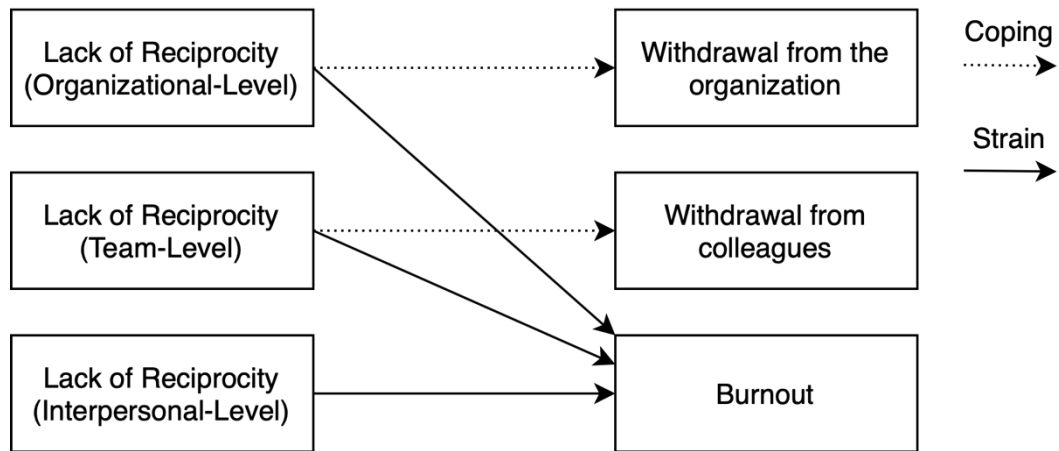 Lack of Reciprocity
(Organizational-Level)
Withdrawal from the
organization
Coping
Strain
Lack of Reciprocity
(Team-Level)
Withdrawal from
colleagues
Lack of Reciprocity
(Interpersonal-Level)
Burnout